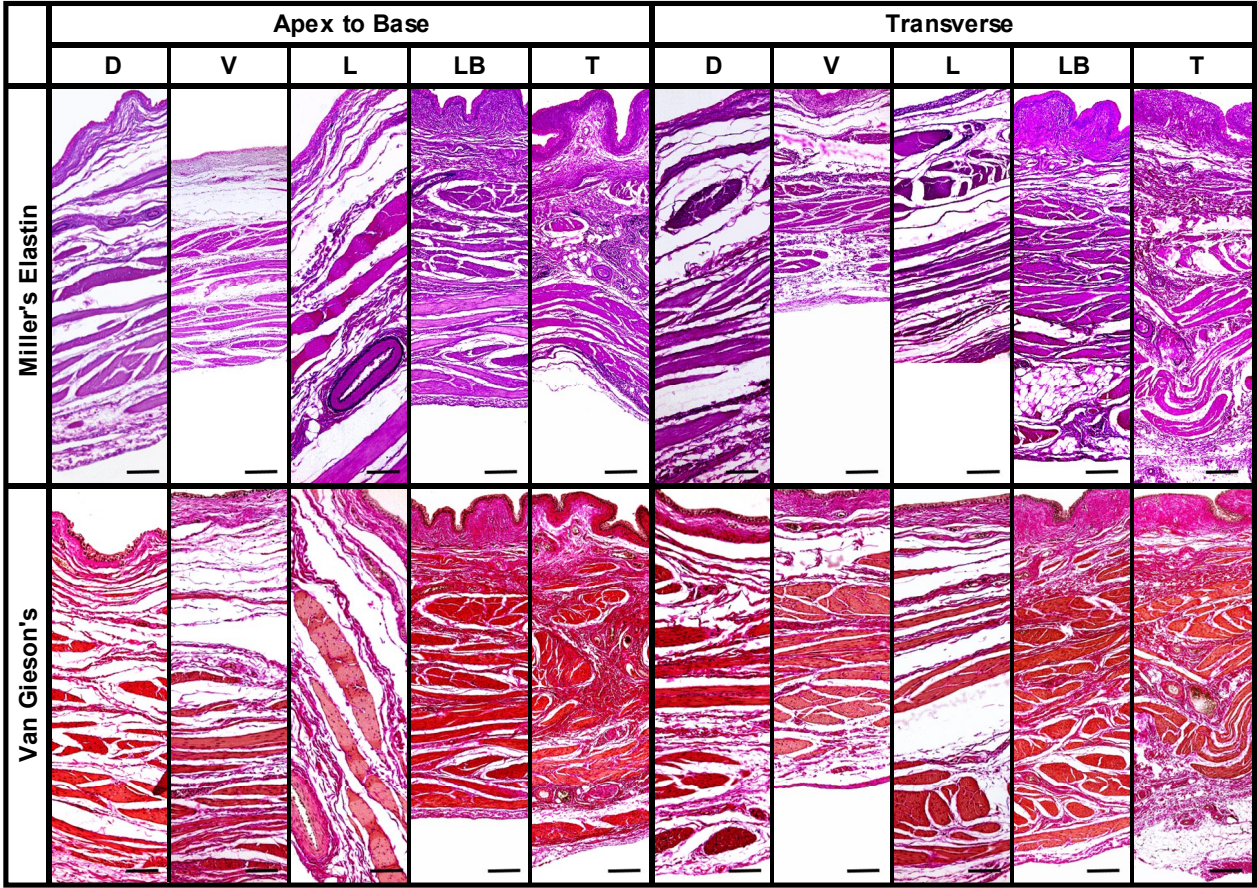 Apex to Base Transverse
D V L LB T D V L LB T
Miller's Elastin
Van Gieson's